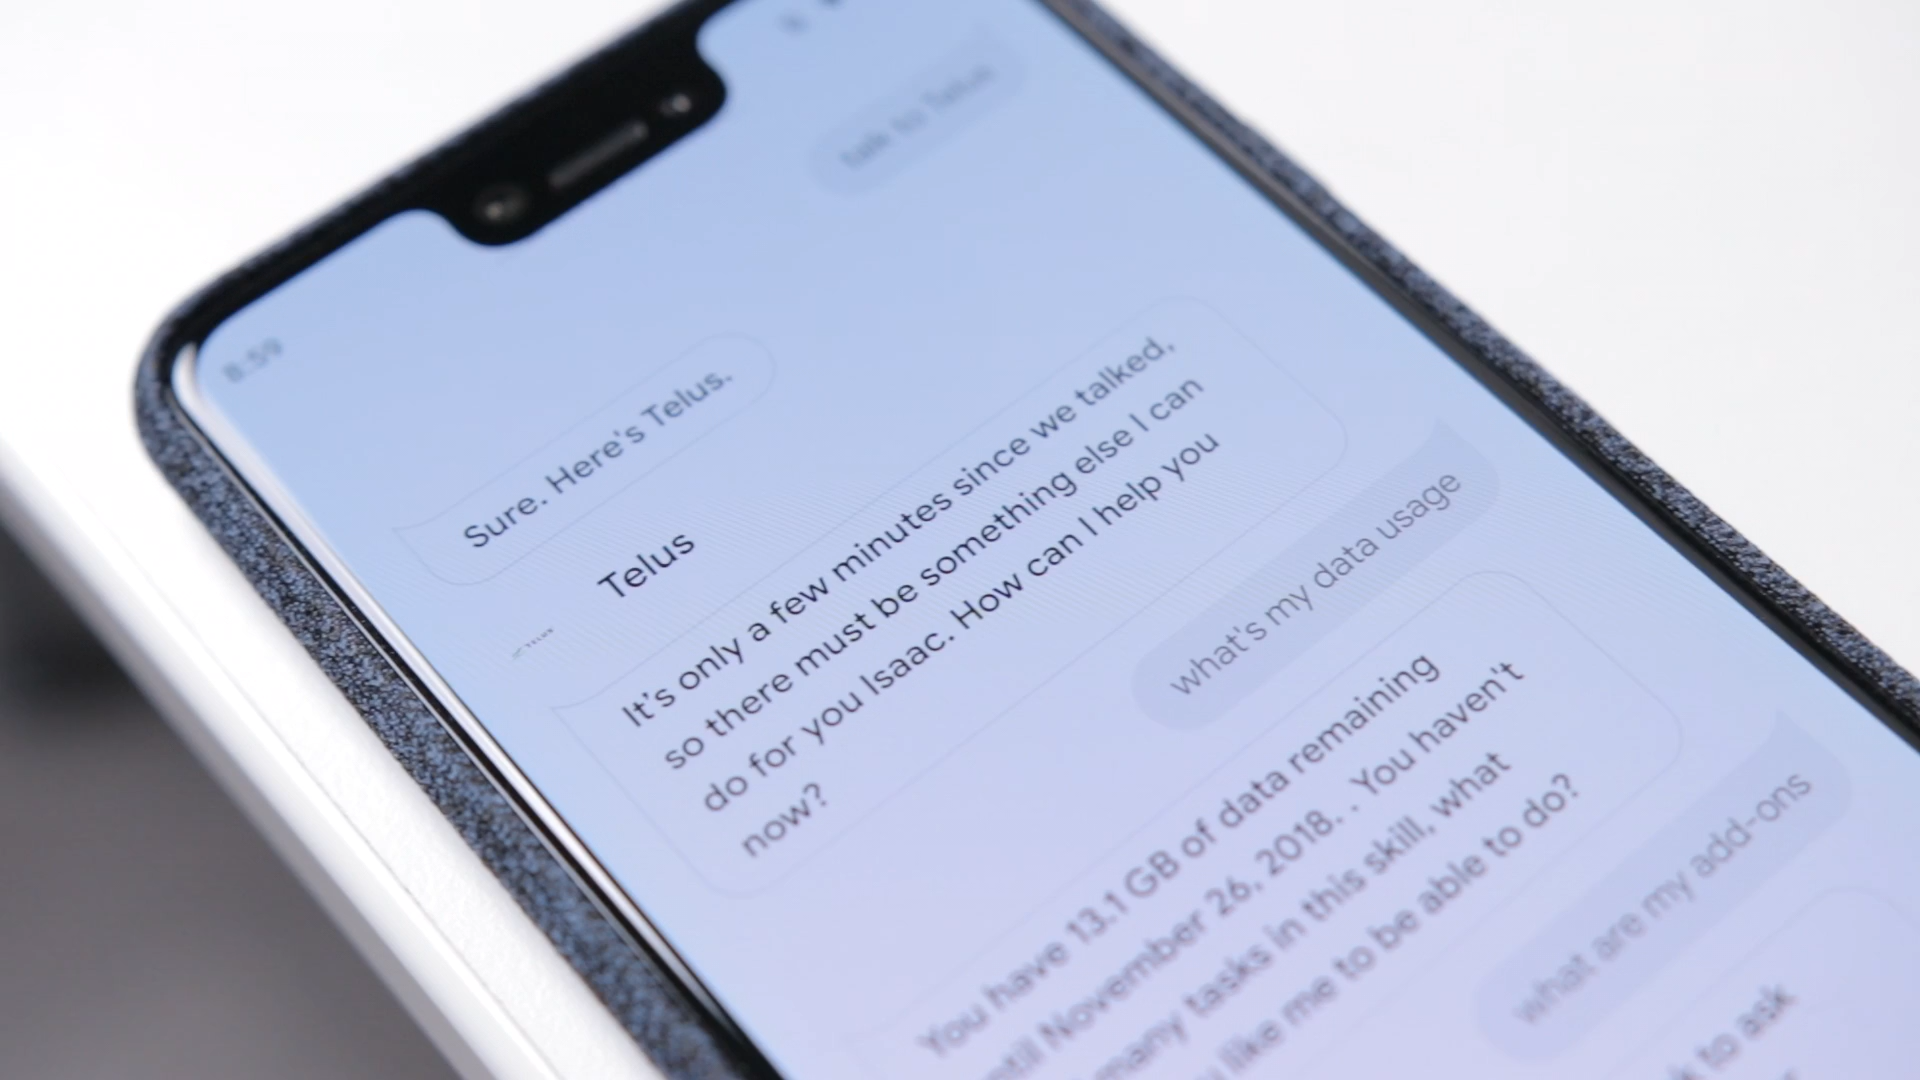 talk to Telus
8:59
Sure. Here's Telus.
TELUS
Telus
It's only a few minutes since we talked,
so there must be something else I can
do for you Isaac. How can I help you
now?
what's my data usage
You have 13.1 GB of data remaining
until November 26, 2018. . You haven't
many tasks in this skill, what
like me to be able to do?
what are my add-ons
to ask